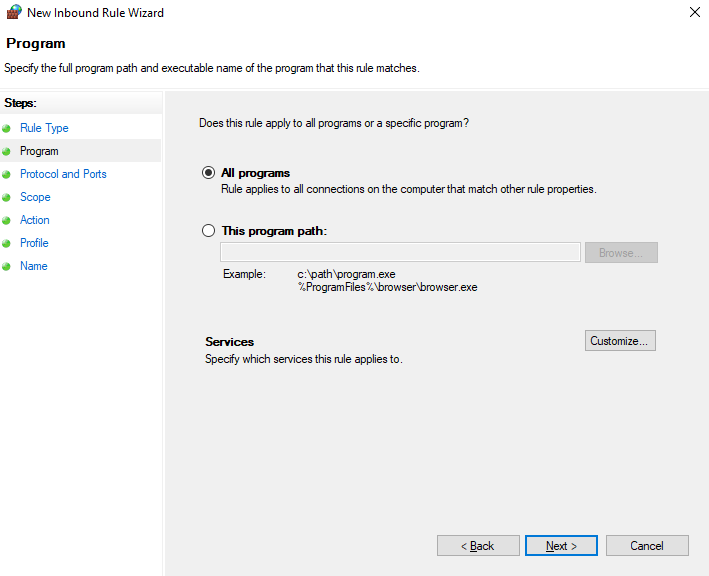 New Inbound Rule Wizard
Program
Specify the full program path and executable name of the program that this rule matches.
Steps:
Rule Type
Program
Protocol and Ports
Scope
Action
Profile
Name
Does this rule apply to all programs or a specific program?
All programs
Rule applies to all connections on the computer that match other rule properties.
This program path:
Browse...
Example: c:\path\program.exe
%ProgramFiles%\browser\browser.exe
Services
Customize...
Specify which services this rule applies to.
< Back Next > Cancel